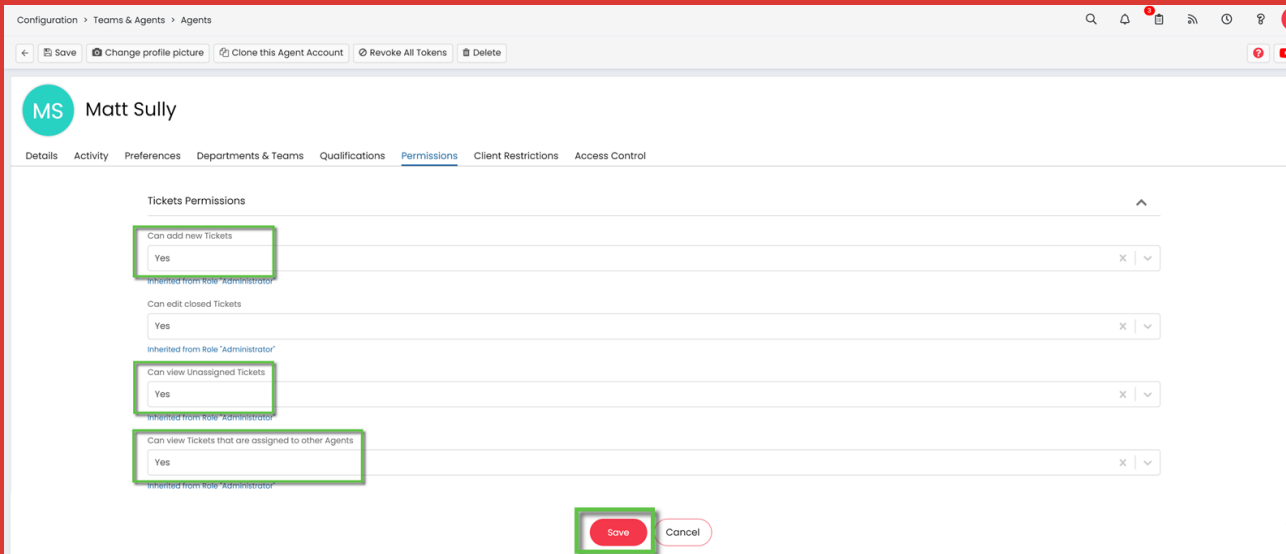 Configuration > Teams & Agents > Agents
3
Save
Change profile picture
Clone this Agent Account
Revoke All Tokens
Delete
MS
Matt Sully
Details Activity Preferences Departments & Teams Qualifications Permissions Client Restrictions Access Control
Tickets Permissions
Can add new Tickets
Yes
Inherited from Role "Administrator"
Can edit closed Tickets
Yes
Inherited from Role "Administrator"
Can view Unassigned Tickets
Yes
Inherited from Role "Administrator"
Can view Tickets that are assigned to other Agents
Yes
Inherited from Role "Administrator"
Save
Cancel